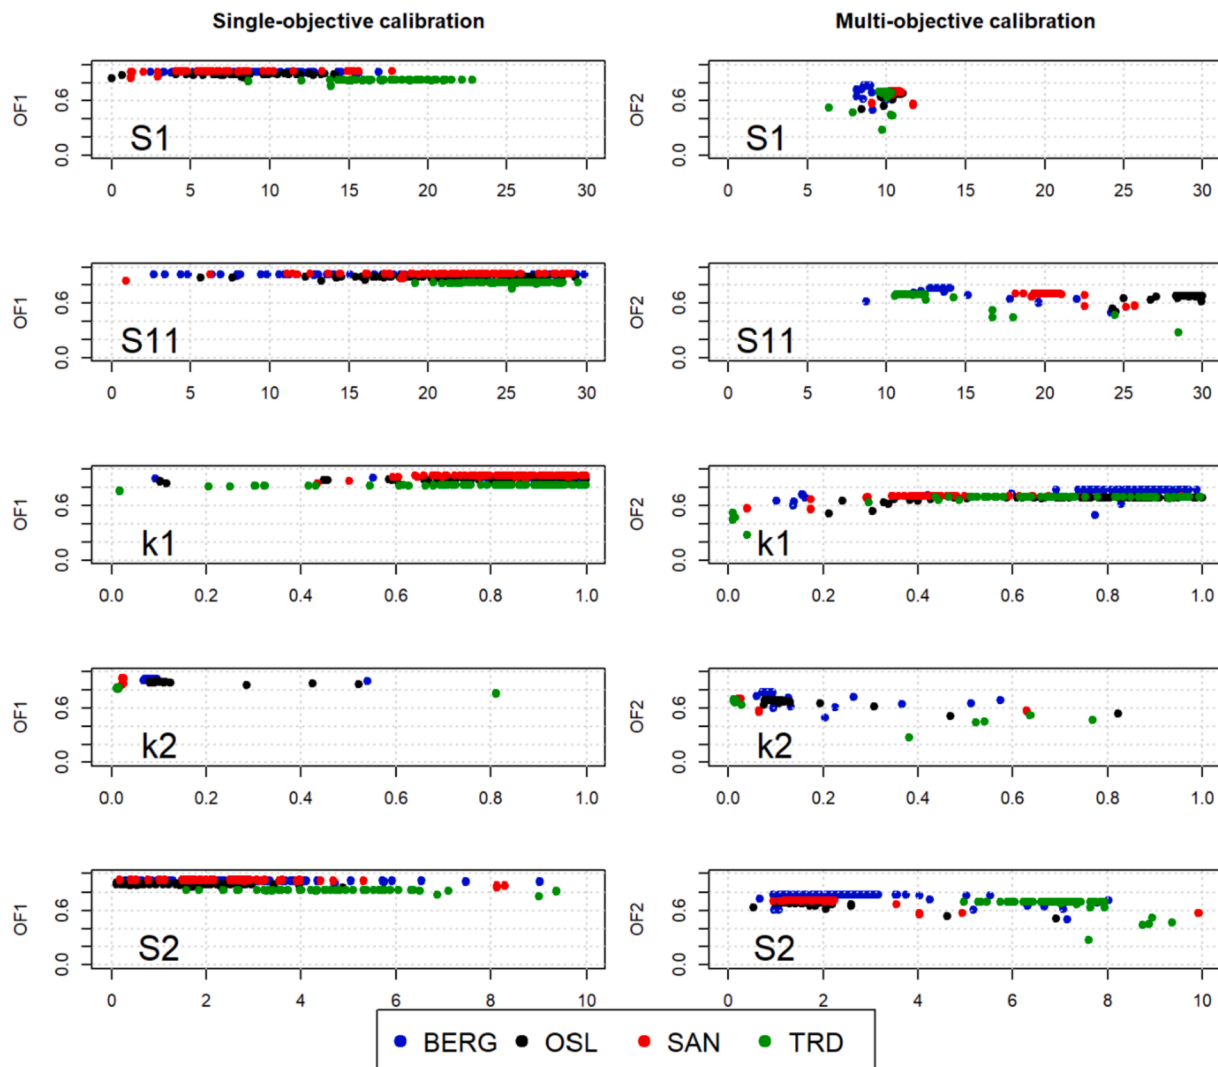 Single-objective calibration Multi-objective calibration
OF1 0.0 0.6 S1 OF2 0.0 0.6 S1
0 5 10 15 20 25 30 0 5 10 15 20 25 30
OF1 0.0 0.6 S11 OF2 0.0 0.6 S11
0 5 10 15 20 25 30 0 5 10 15 20 25 30
OF1 0.0 0.6 k1 OF2 0.0 0.6 k1
0.0 0.2 0.4 0.6 0.8 1.0 0.0 0.2 0.4 0.6 0.8 1.0
OF1 0.0 0.6 k2 OF2 0.0 0.6 k2
0.0 0.2 0.4 0.6 0.8 1.0 0.0 0.2 0.4 0.6 0.8 1.0
OF1 0.0 0.6 S2 OF2 0.0 0.6 S2
0 2 4 6 8 10 0 2 4 6 8 10
BERG OSL SAN TRD